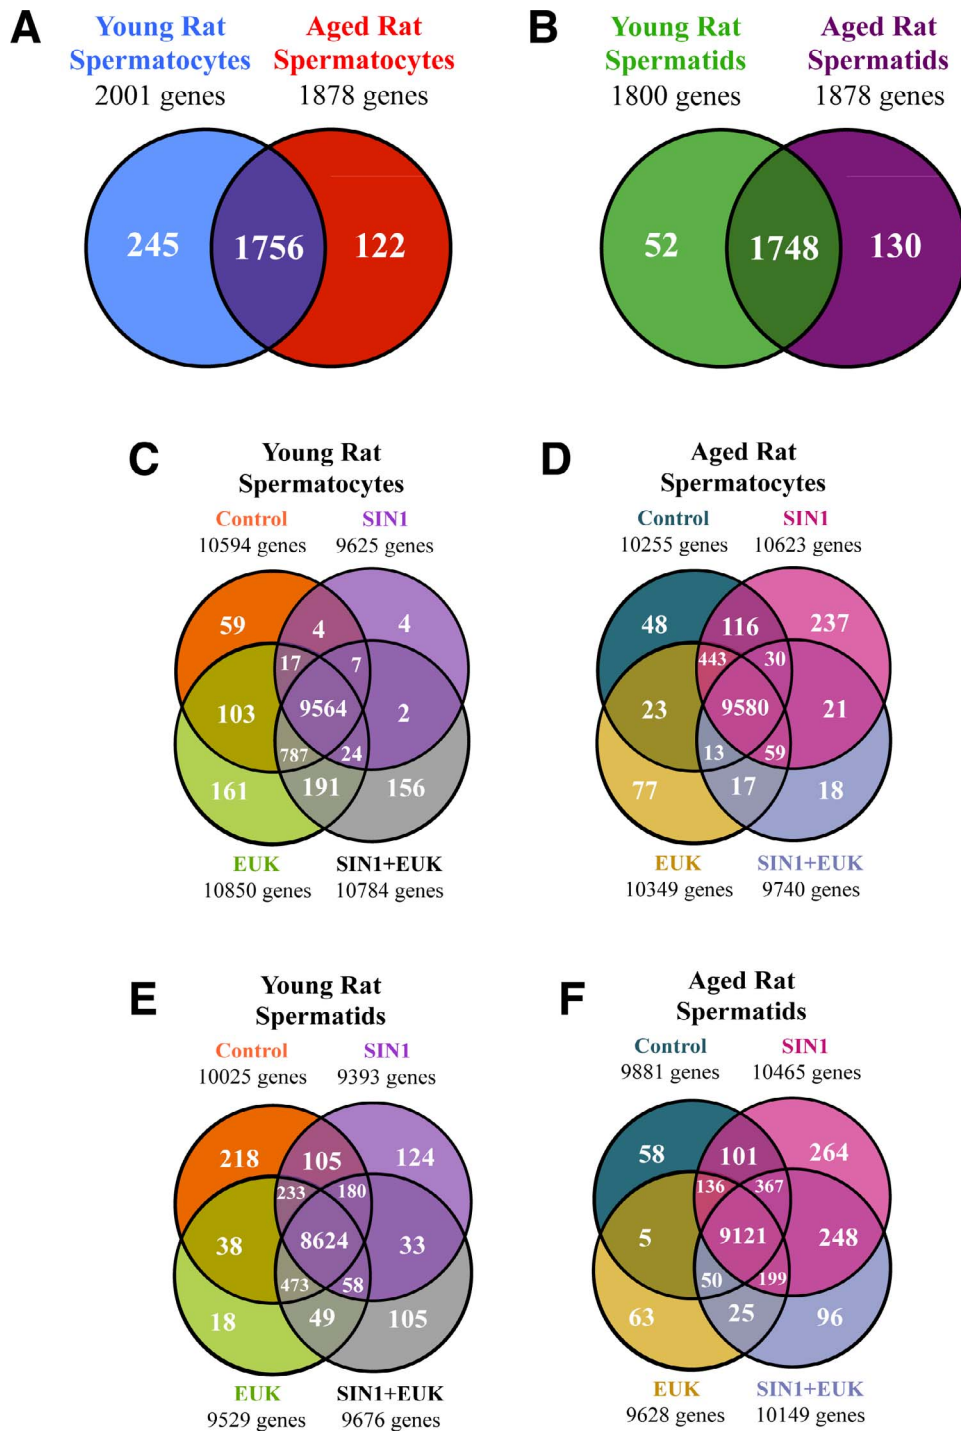 A
Young Rat
Spermatocytes
2001 genes
Aged Rat
Spermatocytes
1878 genes
245
1756
122
B
Young Rat
Spermatids
1800 genes
Aged Rat
Spermatids
1878 genes
52
1748
130
C
Young Rat
Spermatocytes
Control
10594 genes
SIN1
9625 genes
59
4
4
17
7
103
9564
2
787
24
161
191
156
EUK
10850 genes
SIN1+EUK
10784 genes
D
Aged Rat
Spermatocytes
Control
10255 genes
SIN1
10623 genes
48
116
237
443
30
23
9580
21
13
59
77
17
18
EUK
10349 genes
SIN1+EUK
9740 genes
E
Young Rat
Spermatids
Control
10025 genes
SIN1
9393 genes
218
105
124
233
180
38
8624
33
473
58
18
49
105
EUK
9529 genes
SIN1+EUK
9676 genes
F
Aged Rat
Spermatids
Control
9881 genes
SIN1
10465 genes
58
101
264
136
367
5
9121
248
50
199
63
25
96
EUK
9628 genes
SIN1+EUK
10149 genes